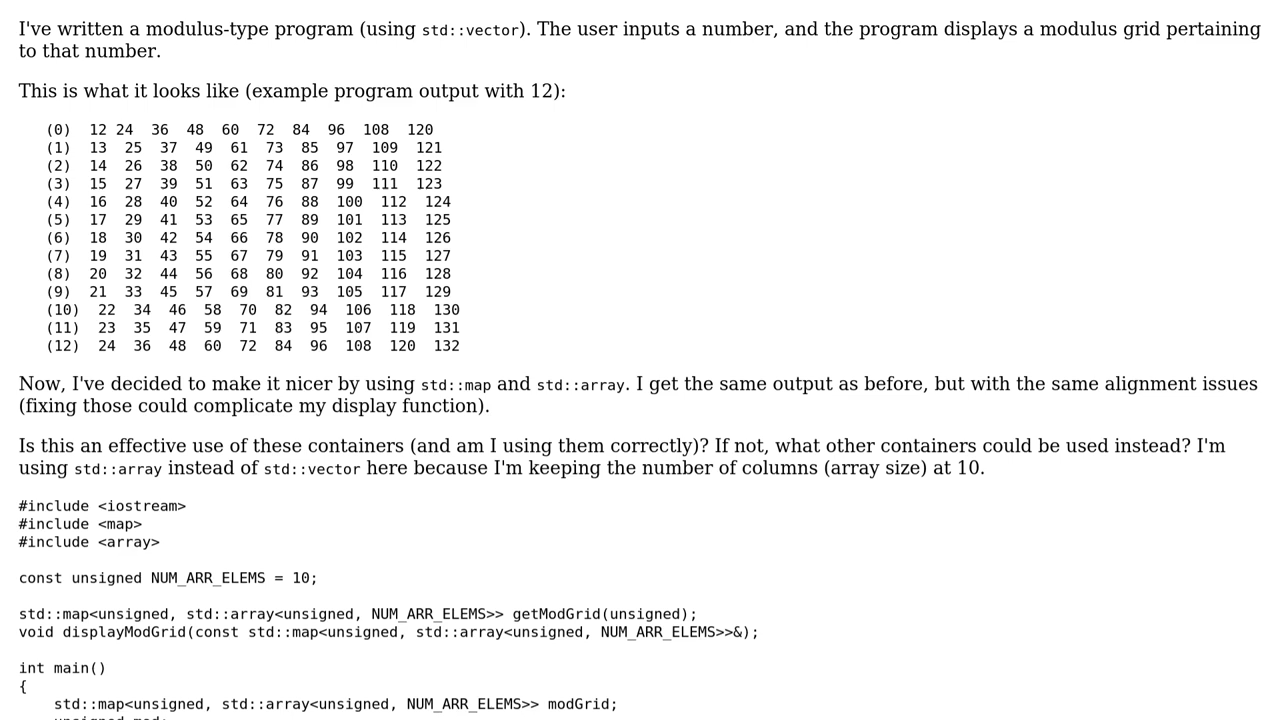 I've written a modulus-type program (using std::vector). The user inputs a number, and the program displays a modulus grid pertaining
to that number.
This is what it looks like (example program output with 12):
(0)  12 24  36  48  60  72  84  96  108  120
(1)  13  25  37  49  61  73  85  97  109  121
(2)  14  26  38  50  62  74  86  98  110  122
(3)  15  27  39  51  63  75  87  99  111  123
(4)  16  28  40  52  64  76  88  100  112  124
(5)  17  29  41  53  65  77  89  101  113  125
(6)  18  30  42  54  66  78  90  102  114  126
(7)  19  31  43  55  67  79  91  103  115  127
(8)  20  32  44  56  68  80  92  104  116  128
(9)  21  33  45  57  69  81  93  105  117  129
(10)  22  34  46  58  70  82  94  106  118  130
(11)  23  35  47  59  71  83  95  107  119  131
(12)  24  36  48  60  72  84  96  108  120  132
Now, I've decided to make it nicer by using std::map and std::array. I get the same output as before, but with the same alignment issues
(fixing those could complicate my display function).
Is this an effective use of these containers (and am I using them correctly)? If not, what other containers could be used instead? I'm
using std::array instead of std::vector here because I'm keeping the number of columns (array size) at 10.
#include <iostream>
#include <map>
#include <array>
const unsigned NUM_ARR_ELEMS = 10;
std::map<unsigned, std::array<unsigned, NUM_ARR_ELEMS>> getModGrid(unsigned);
void displayModGrid(const std::map<unsigned, std::array<unsigned, NUM_ARR_ELEMS>>&);
int main()
{
    std::map<unsigned, std::array<unsigned, NUM_ARR_ELEMS>> modGrid;